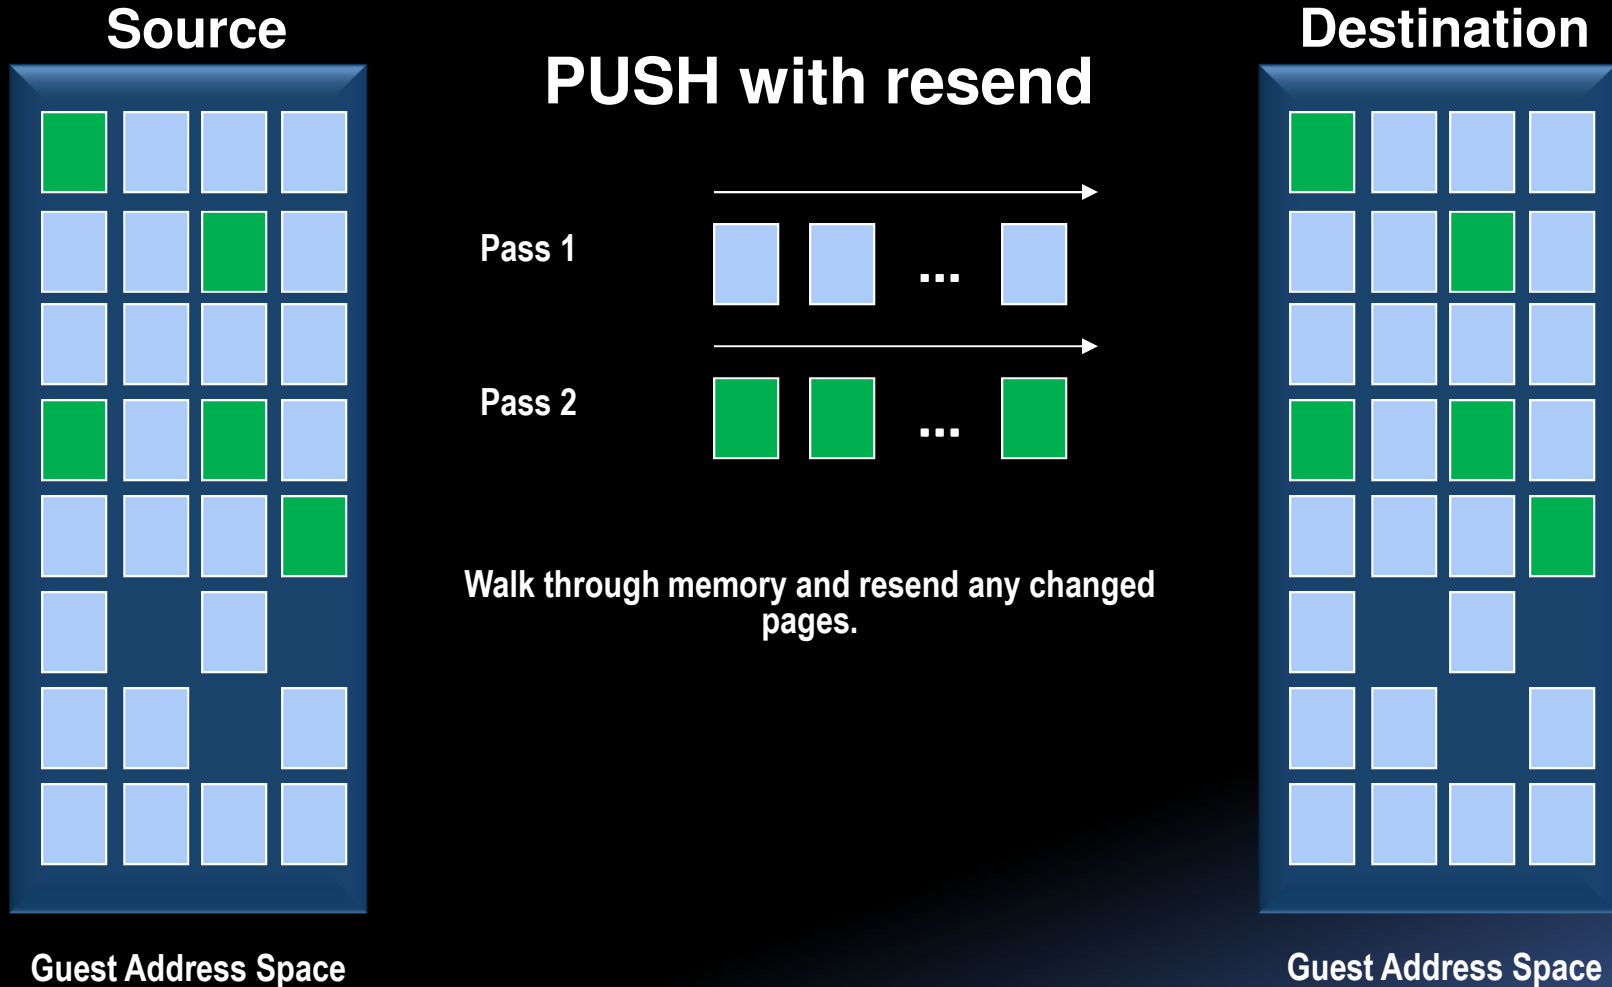 Source
PUSH with resend
Destination
Pass 1
...
Pass 2
...
Walk through memory and resend any changed
pages.
Guest Address Space
Guest Address Space